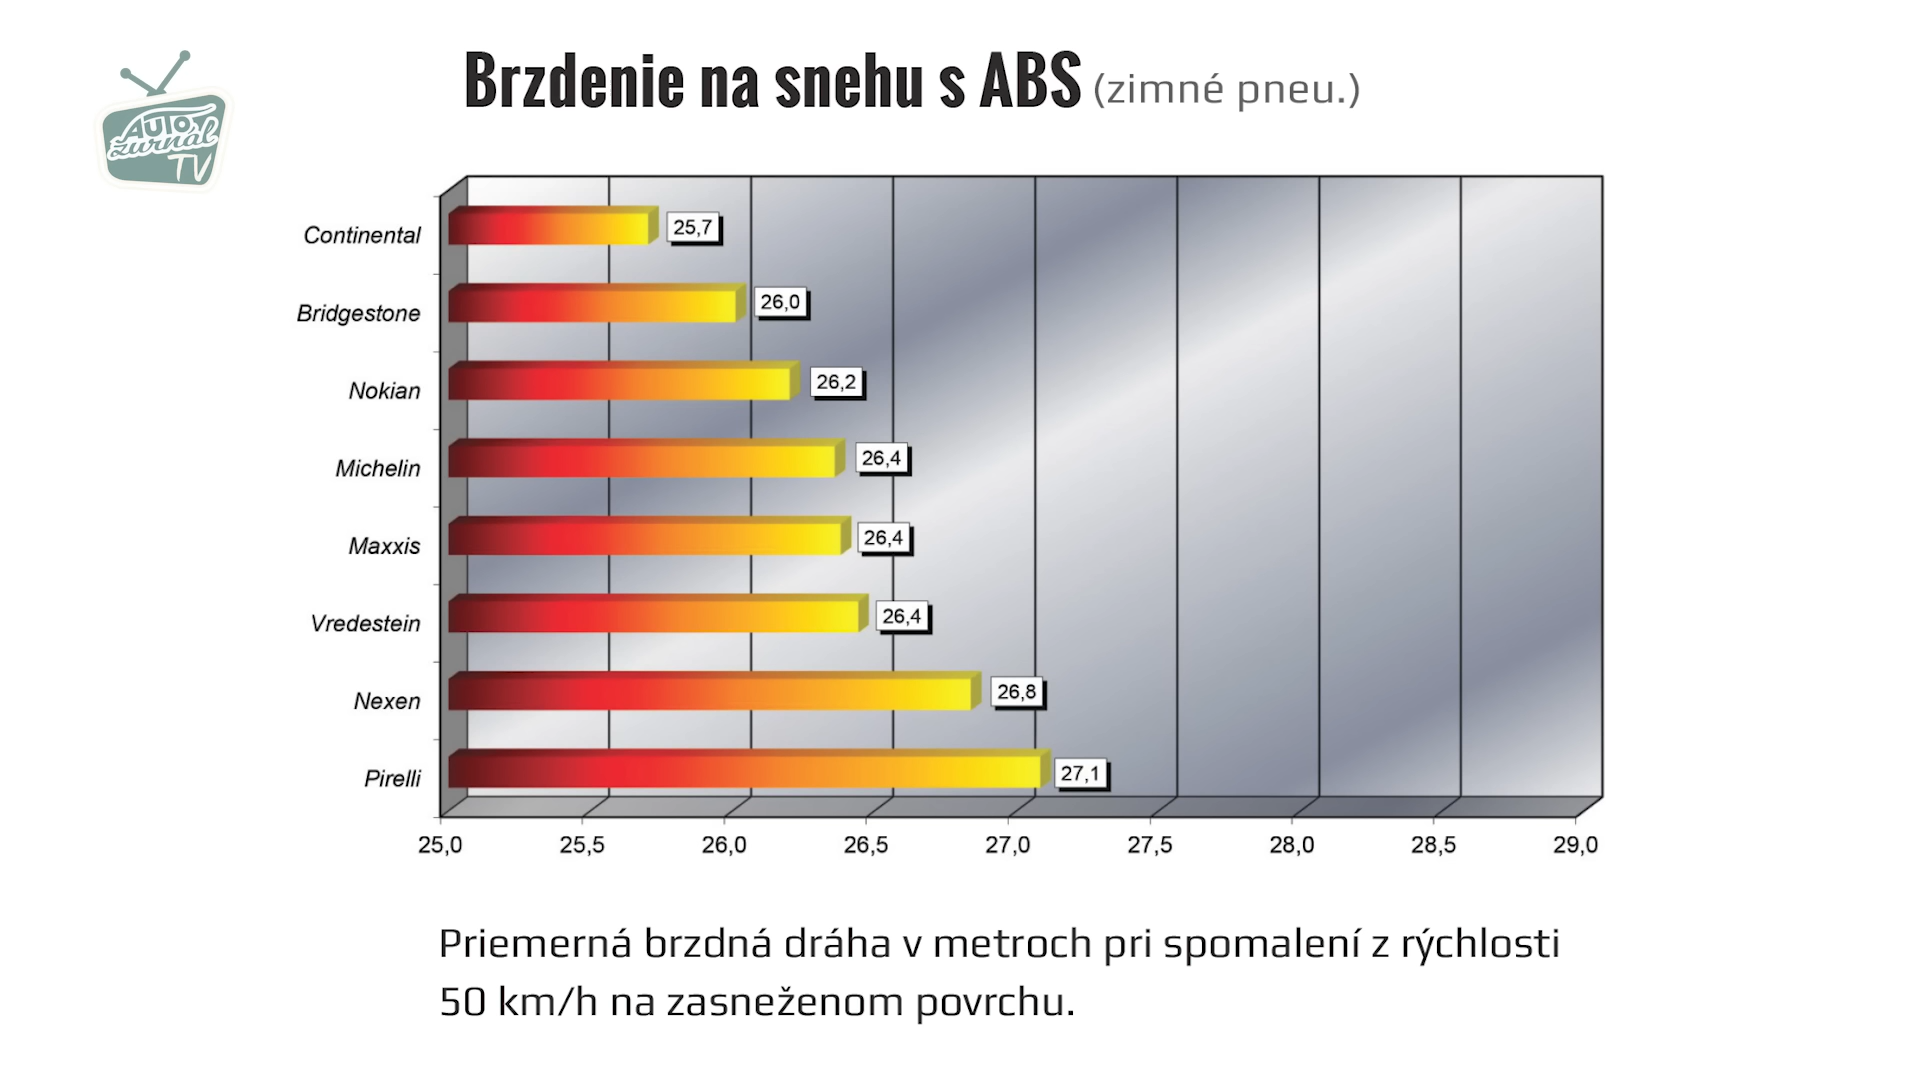 AUTO
žurnál
TV
Brzdenie na snehu s ABS (zimné pneu.)
Continental 25,7
Bridgestone 26,0
Nokian 26,2
Michelin 26,4
Maxxis 26,4
Vredestein 26,4
Nexen 26,8
Pirelli 27,1
25,0 25,5 26,0 26,5 27,0 27,5 28,0 28,5 29,0
Priemerná brzdná dráha v metroch pri spomalení z rýchlosti
50 km/h na zasneženom povrchu.